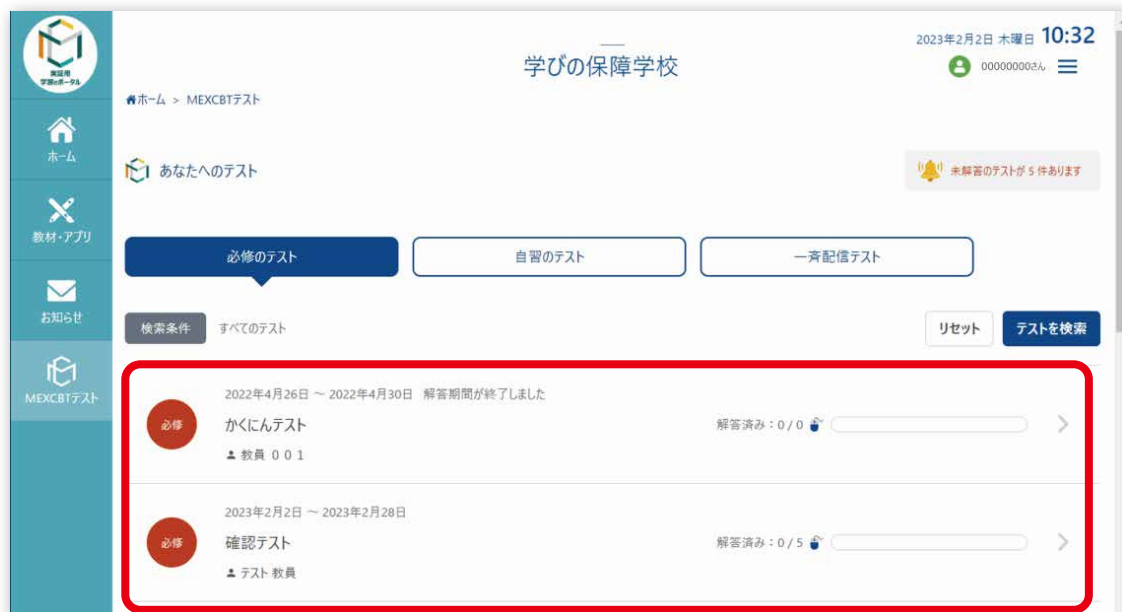 2023年2月2日 木曜日 10:32
学びの保障学校
00000000さん
実証用
学習eポータル
ホーム > MEXCBTテスト
ホーム
あなたへのテスト
未解答のテストが 5 件あります
教材・アプリ
必修のテスト 自習のテスト 一斉配信テスト
お知らせ
検索条件 すべてのテスト リセット テストを検索
MEXCBTテスト
2022年4月26日 ~ 2022年4月30日 解答期間が終了しました
必修 かくにんテスト 解答済み：0 / 0
教員 0 0 1
2023年2月2日 ~ 2023年2月28日
必修 確認テスト 解答済み：0 / 5
テスト 教員